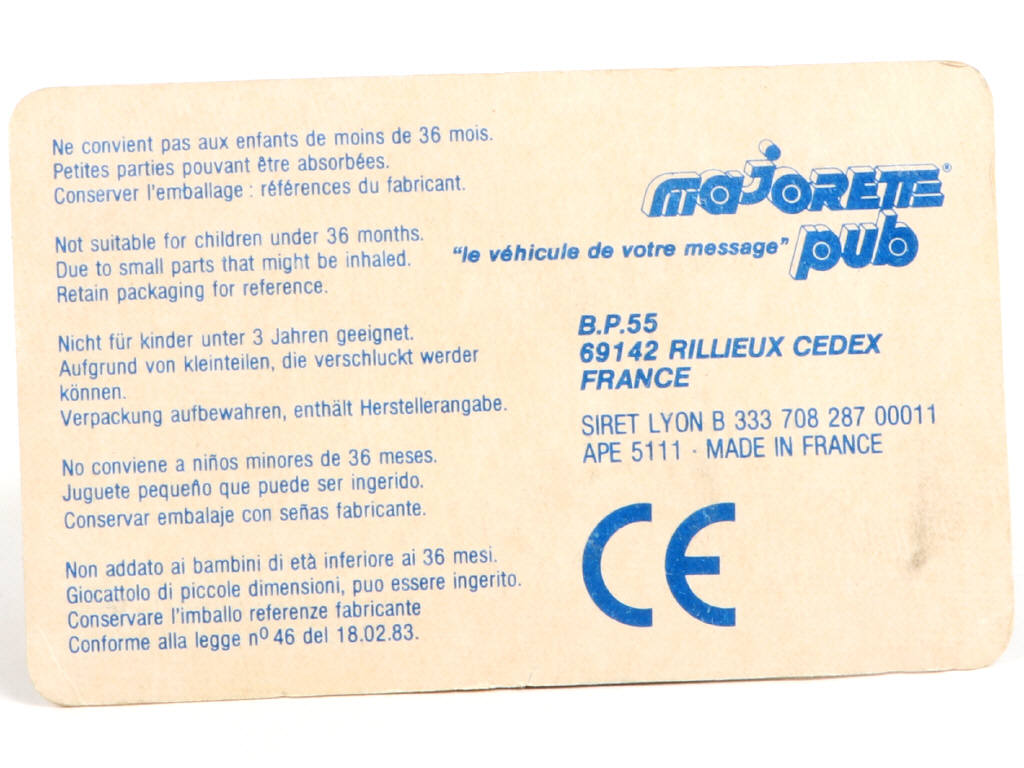 Ne convient pas aux enfants de moins de 36 mois.
Petites parties pouvant être absorbées.
Conserver l'emballage : références du fabricant.
Not suitable for children under 36 months.
Due to small parts that might be inhaled.
Retain packaging for reference.
Nicht für kinder unter 3 Jahren geeignet.
Aufgrund von kleinteilen, die verschluckt werder
können.
Verpackung aufbewahren, enthält Herstellerangabe.
No conviene a niños minores de 36 meses.
Juguete pequeño que puede ser ingerido.
Conservar embalaje con señas fabricante.
Non addato ai bambini di età inferiore ai 36 mesi.
Giocattolo di piccole dimensioni, puo essere ingerito.
Conservare l'imballo referenze fabricante
Conforme alla legge nº 46 del 18.02.83.
majorette®
"le véhicule de votre message" pub
B.P.55
69142 RILLIEUX CEDEX
FRANCE
SIRET LYON B 333 708 287 00011
APE 5111 · MADE IN FRANCE
CE